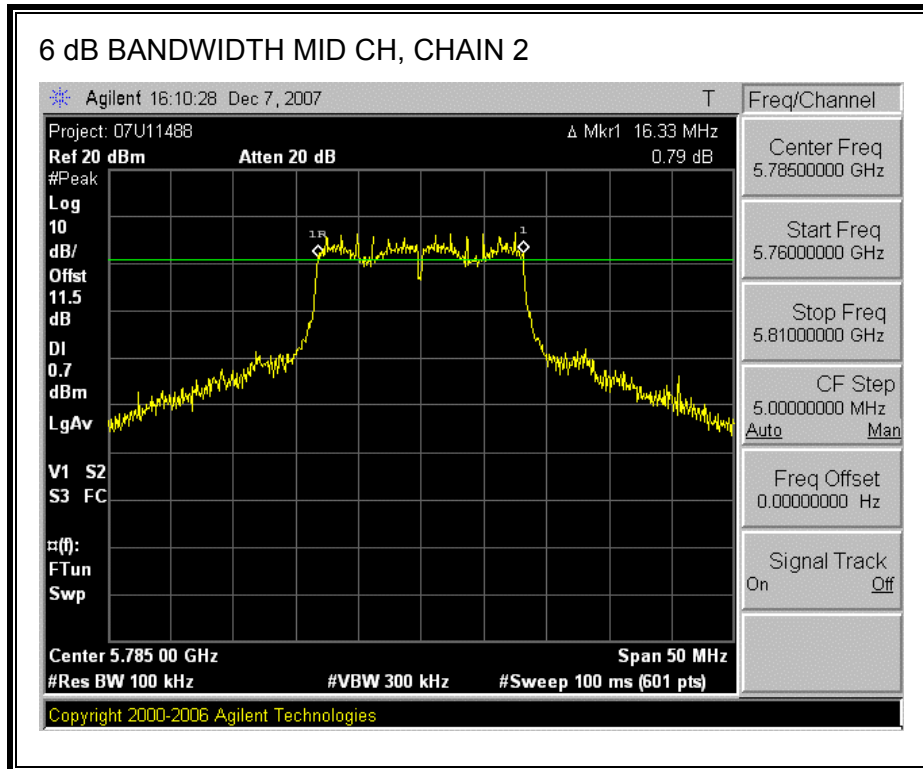 6 dB BANDWIDTH MID CH, CHAIN 2
Agilent 16:10:28 Dec 7, 2007 T
Freq/Channel
Project: 07U11488 Δ Mkr1 16.33 MHz
Ref 20 dBm Atten 20 dB 0.79 dB
#Peak
Log
10
dB/
Offst
11.5
dB
DI
0.7
dBm
LgAv
V1 S2
S3 FC
¤(f):
FTun
Swp
1R
1
Center 5.785 00 GHz Span 50 MHz
#Res BW 100 kHz #VBW 300 kHz #Sweep 100 ms (601 pts)
Copyright 2000-2006 Agilent Technologies
Center Freq
5.78500000 GHz
Start Freq
5.76000000 GHz
Stop Freq
5.81000000 GHz
CF Step
5.00000000 MHz
Auto Man
Freq Offset
0.00000000 Hz
Signal Track
On Off